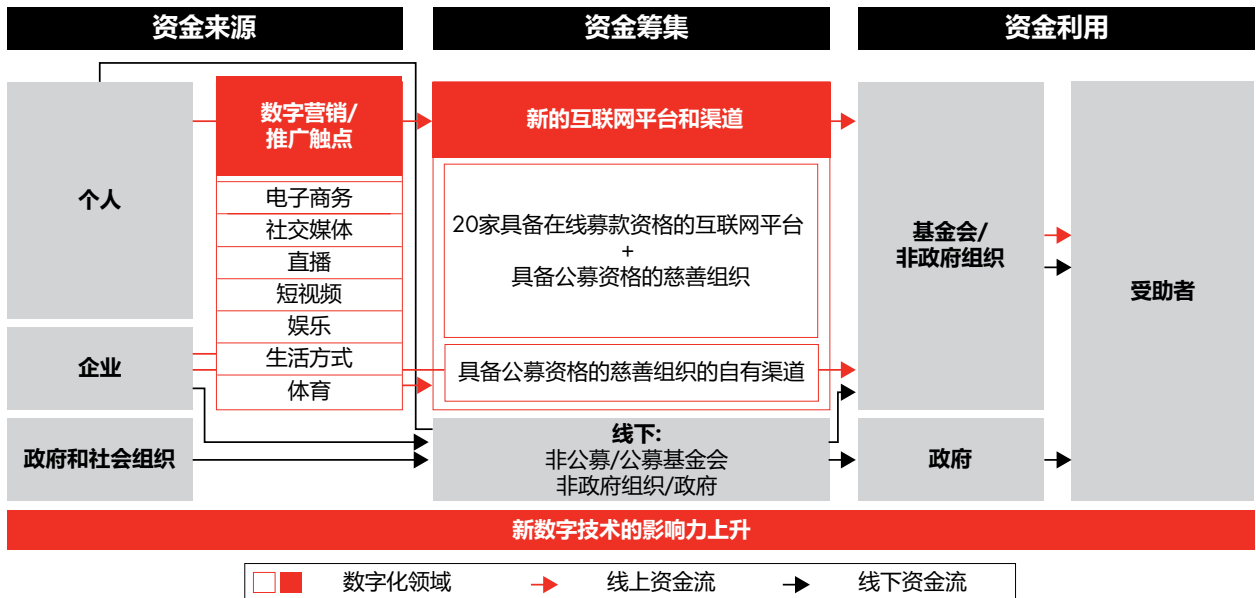 资金来源
资金筹集
资金利用
个人
企业
政府和社会组织
数字营销/
推广触点
电子商务
社交媒体
直播
短视频
娱乐
生活方式
体育
新的互联网平台和渠道
20家具备在线募款资格的互联网平台
+
具备公募资格的慈善组织
具备公募资格的慈善组织的自有渠道
线下:
非公募/公募基金会
非政府组织/政府
基金会/
非政府组织
政府
受助者
新数字技术的影响力上升
数字化领域
线上资金流
线下资金流